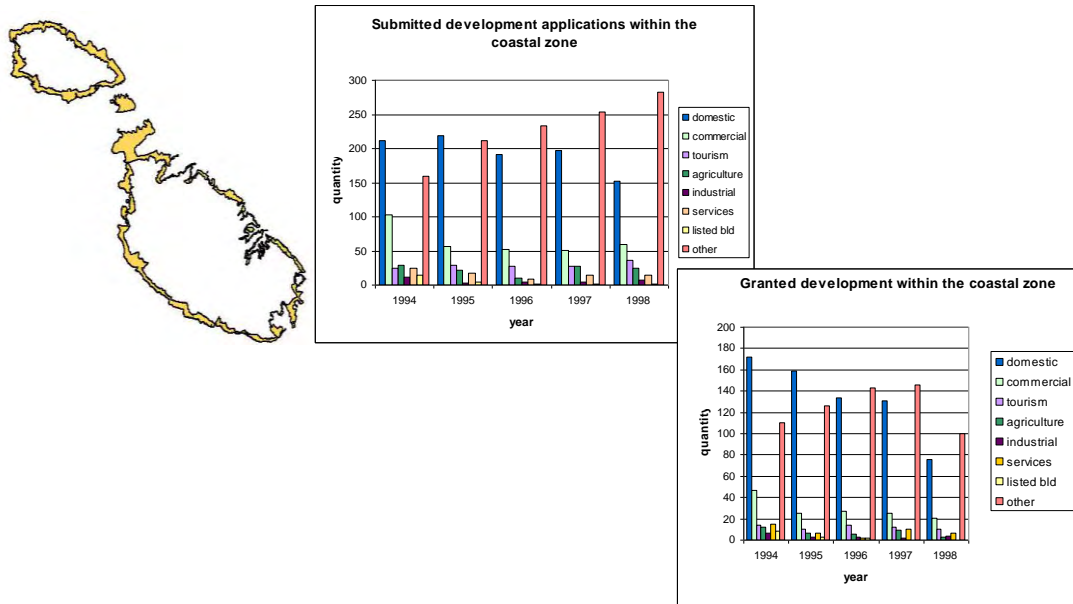 Submitted development applications within the
coastal zone
300
250
200
150
100
50
0
quantity
1994 1995 1996 1997 1998
year
domestic
commercial
tourism
agriculture
industrial
services
listed bld
other
Granted development within the coastal zone
200
180
160
140
120
100
80
60
40
20
0
quantity
1994 1995 1996 1997 1998
year
domestic
commercial
tourism
agriculture
industrial
services
listed bld
other